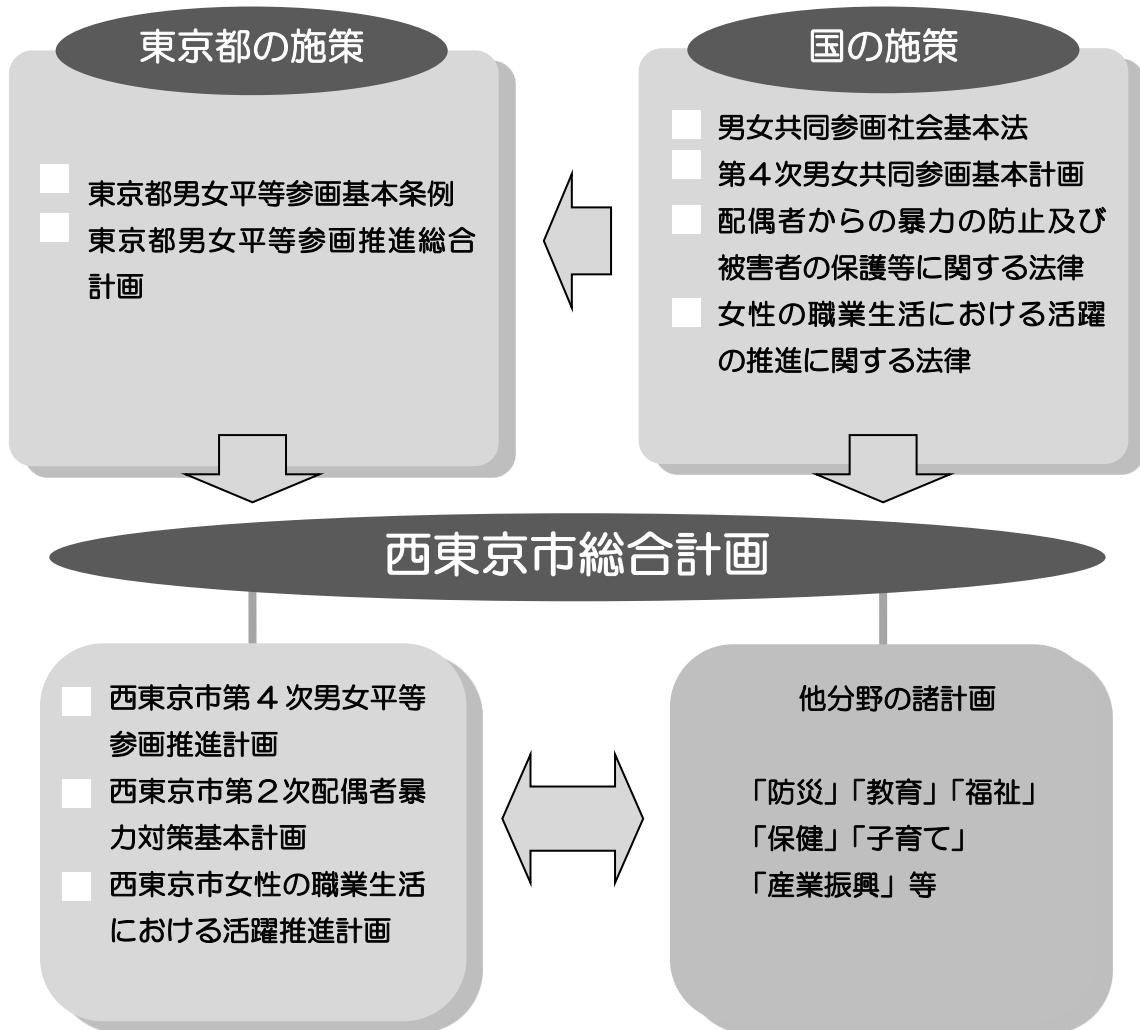 東京都の施策
東京都男女平等参画基本条例
東京都男女平等参画推進総合
計画
国の施策
男女共同参画社会基本法
第4次男女共同参画基本計画
配偶者からの暴力の防止及び
被害者の保護等に関する法律
女性の職業生活における活躍
の推進に関する法律
西東京市総合計画
西東京市第4次男女平等
参画推進計画
西東京市第2次配偶者暴
力対策基本計画
西東京市女性の職業生活
における活躍推進計画
他分野の諸計画
「防災」「教育」「福祉」
「保健」「子育て」
「産業振興」等